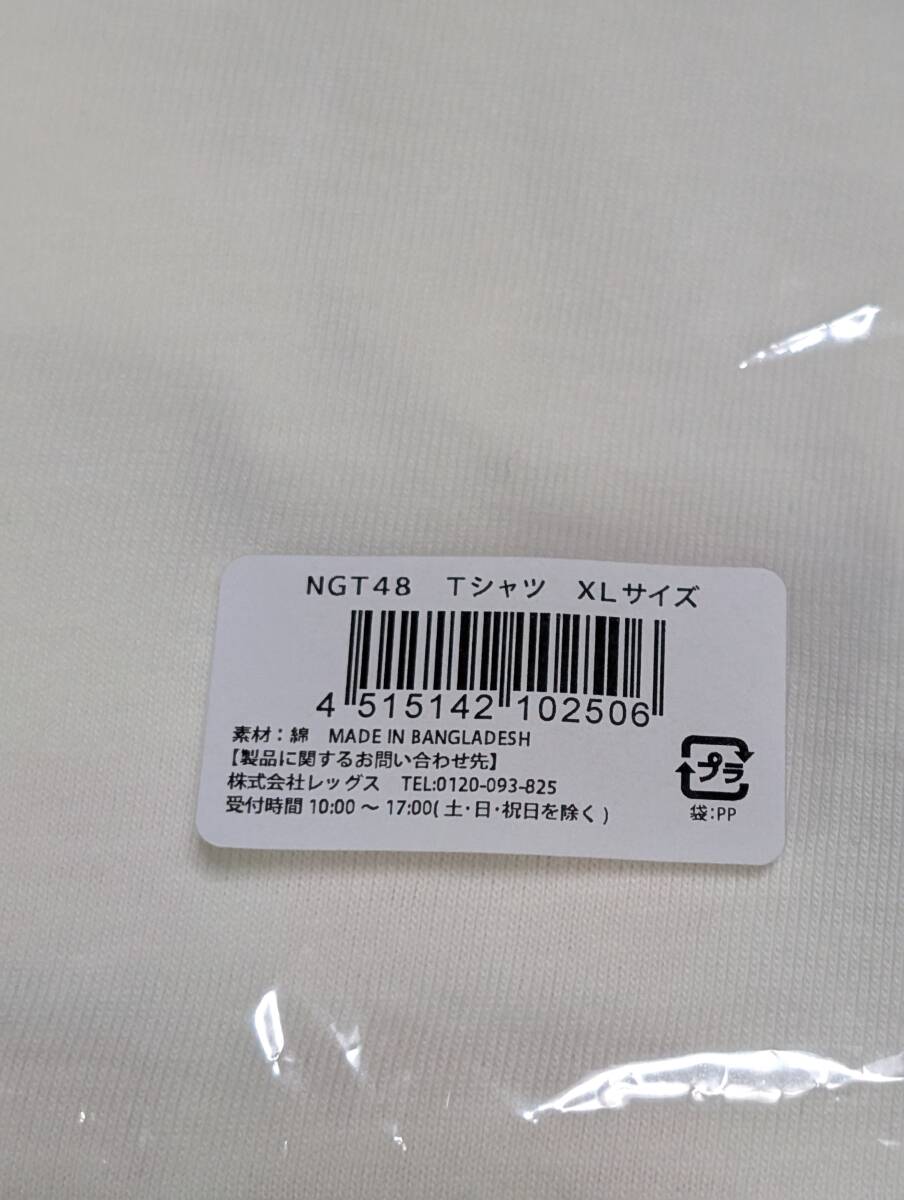 NGT48　Tシャツ　XLサイズ
4 515142 102506
素材：綿　MADE IN BANGLADESH
【製品に関するお問い合わせ先】
株式会社レッグス　TEL:0120-093-825
受付時間 10:00 ～ 17:00( 土・日・祝日を除く )
プラ
袋：PP